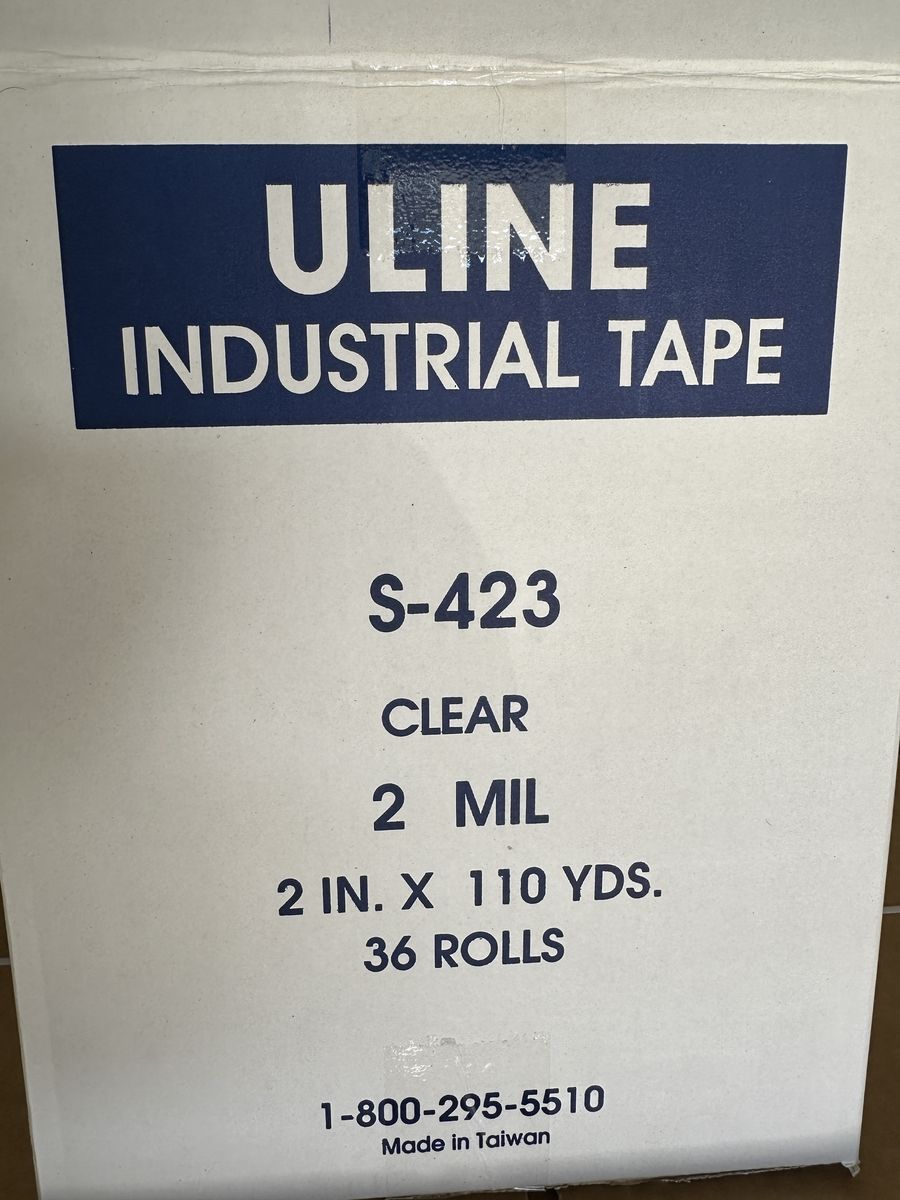 ULINE
INDUSTRIAL TAPE
S-423
CLEAR
2 MIL
2 IN. X 110 YDS.
36 ROLLS
1-800-295-5510
Made in Taiwan